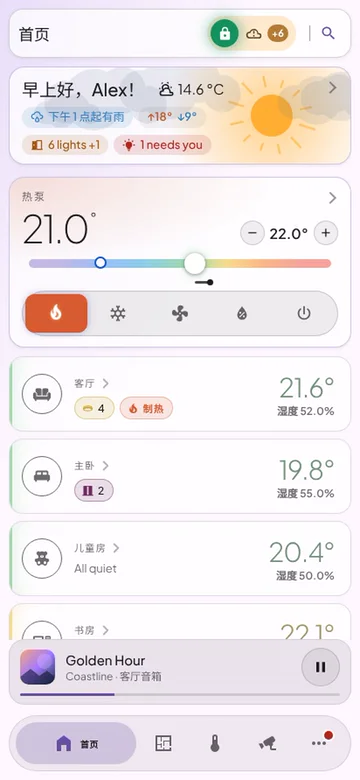 首页
+6
早上好，Alex！
14.6 °C
下午 1 点起有雨
↑18° ↓9°
6 lights +1
1 needs you
热泵
21.0°
− 22.0° +
客厅
4
制热
21.6°
湿度 52.0%
主卧
2
19.8°
湿度 55.0%
儿童房
All quiet
20.4°
湿度 50.0%
书房
22.1°
Golden Hour
Coastline · 客厅音箱
首页